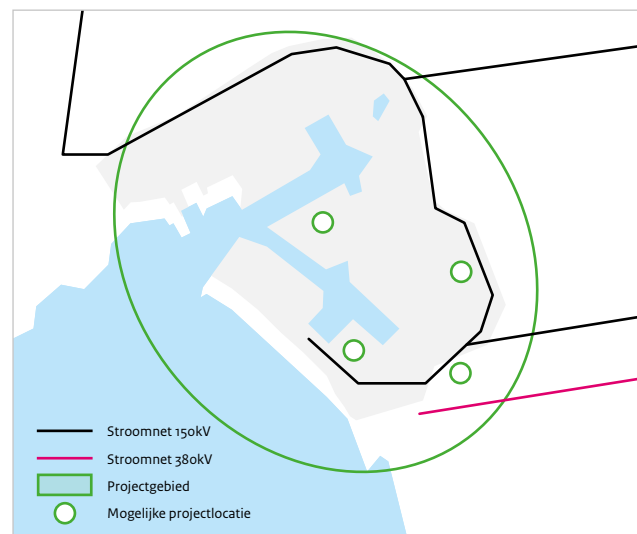 Stroomnet 150kV
Stroomnet 380kV
Projectgebied
Mogelijke projectlocatie